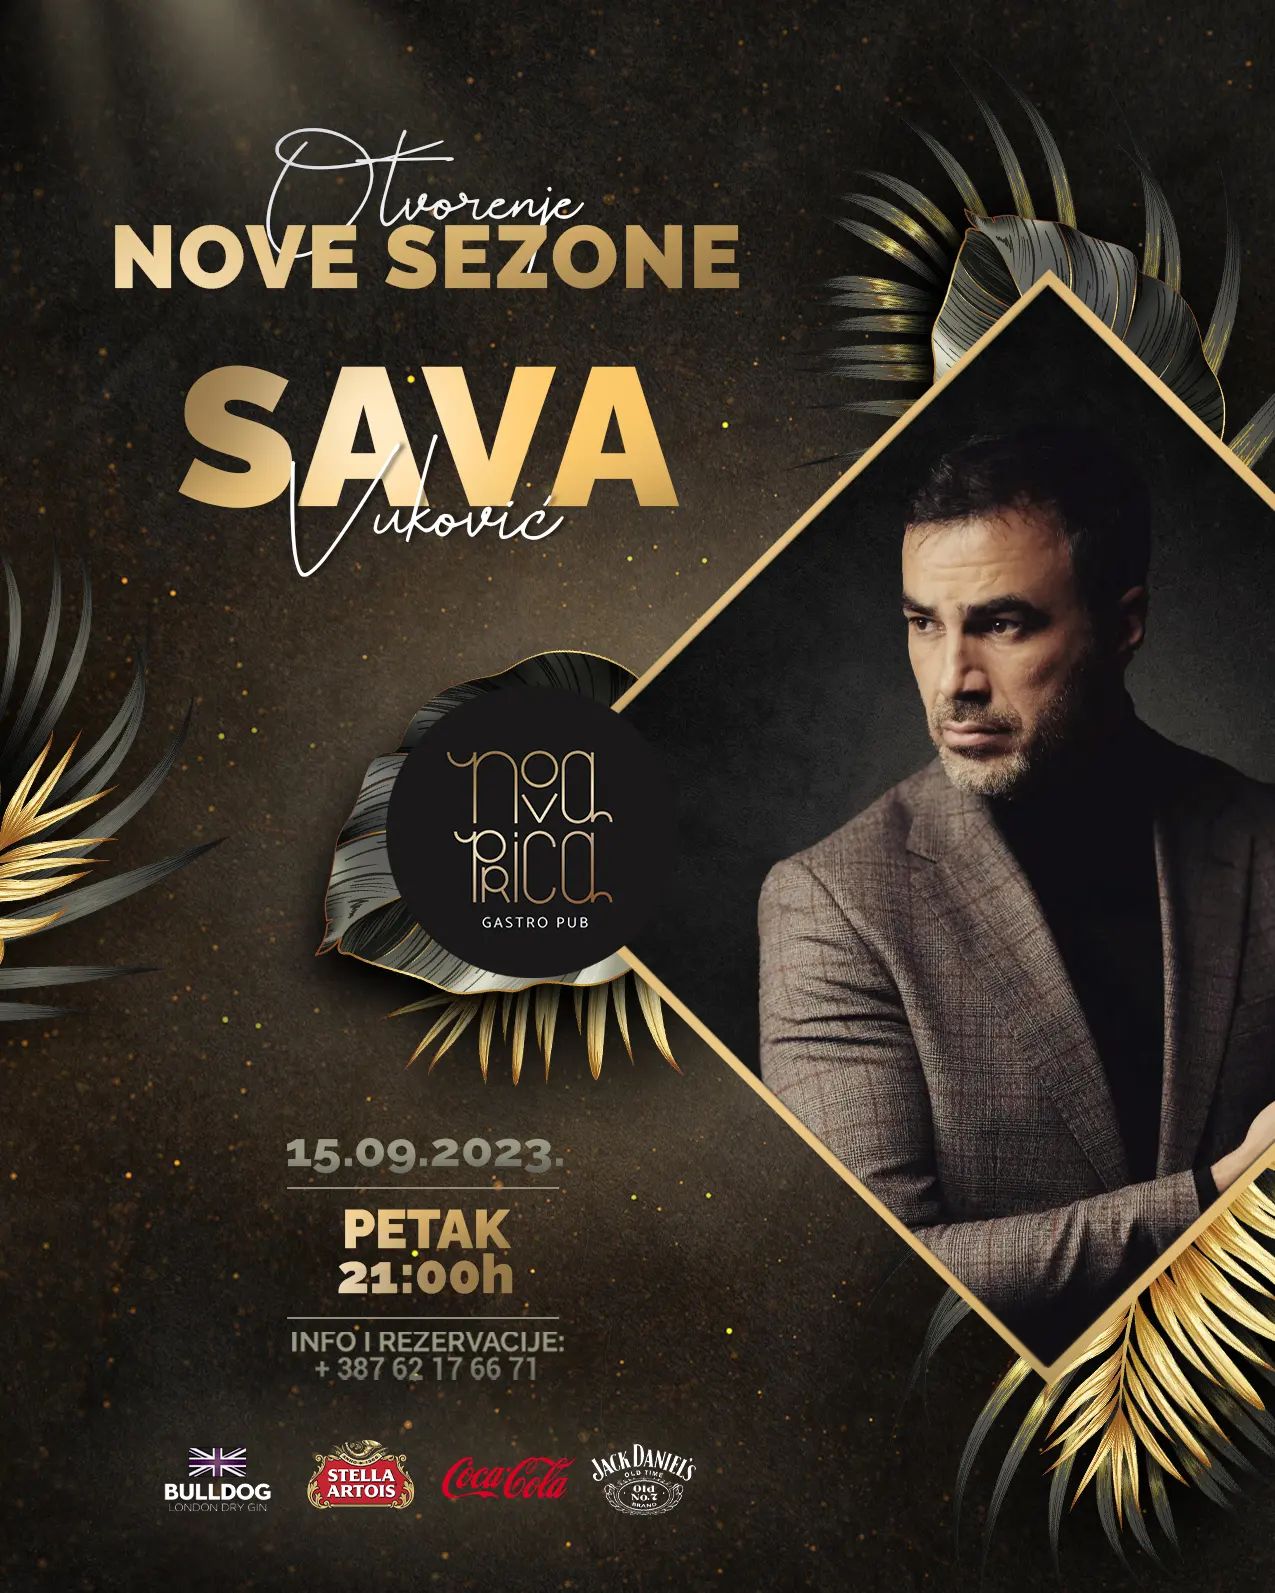 Otvorenje
NOVE SEZONE
SAVA
Vuković
NOVA
PRICA
GASTRO PUB
15.09.2023.
PETAK
21:00h
INFO I REZERVACIJE:
+ 387 62 17 66 71
BULLDOG
LONDON DRY GIN
STELLA
ARTOIS
Coca-Cola
JACK DANIEL'S
OLD TIME
Old
No.7
BRAND